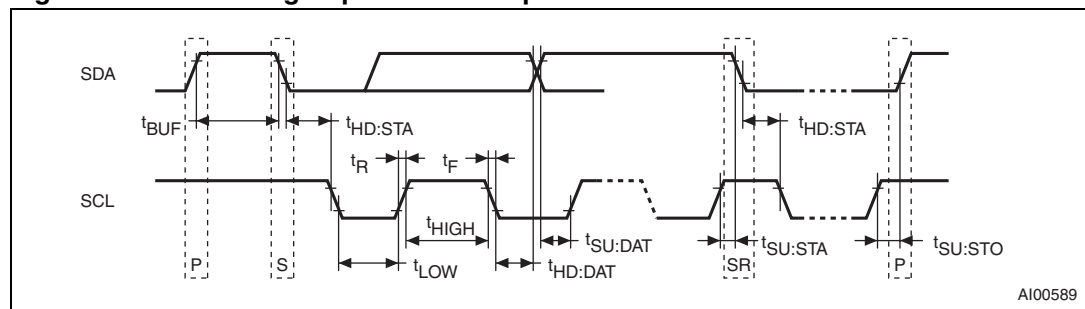 SDA
tBUF
tHD:STA
tHD:STA
tR
tF
SCL
tHIGH
tSU:DAT
tSU:STA
tSU:STO
tLOW
tHD:DAT
P
S
SR
P
AI00589